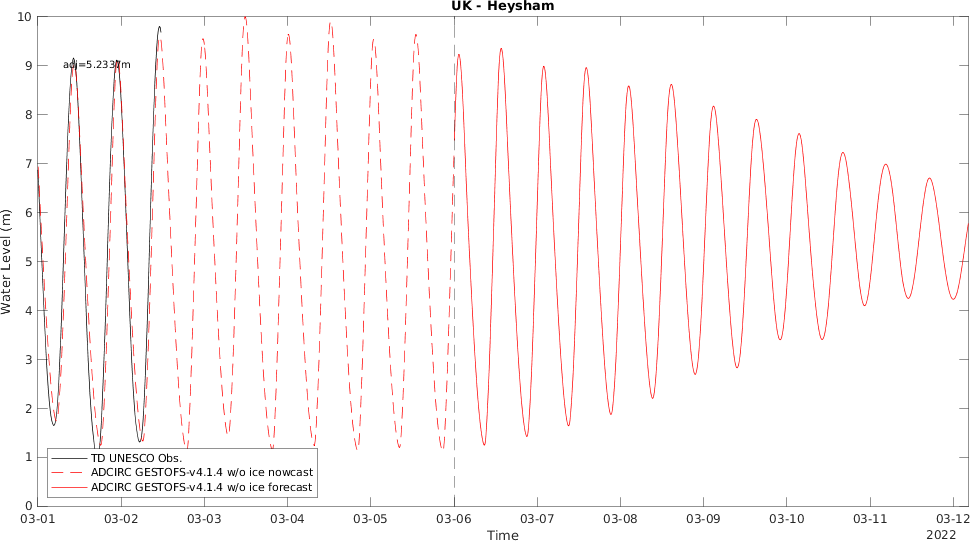 UK - Heysham
10
9
8
7
6
5
4
3
2
1
0
Water Level (m)
adj=5.2337m
TD UNESCO Obs.
ADCIRC GESTOFS-v4.1.4 w/o ice nowcast
ADCIRC GESTOFS-v4.1.4 w/o ice forecast
03-01 03-02 03-03 03-04 03-05 03-06 03-07 03-08 03-09 03-10 03-11 03-12
Time
2022